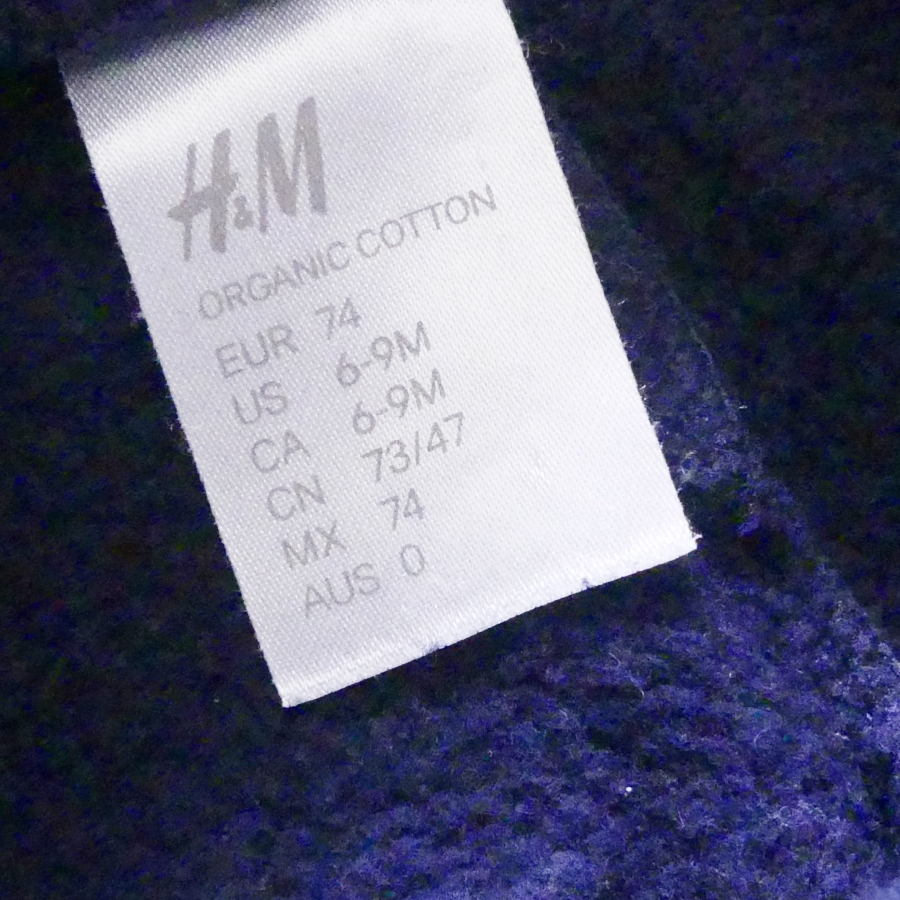 H&M
ORGANIC COTTON
EUR 74
US 6-9M
CA 6-9M
CN 73/47
MX 74
AUS 0